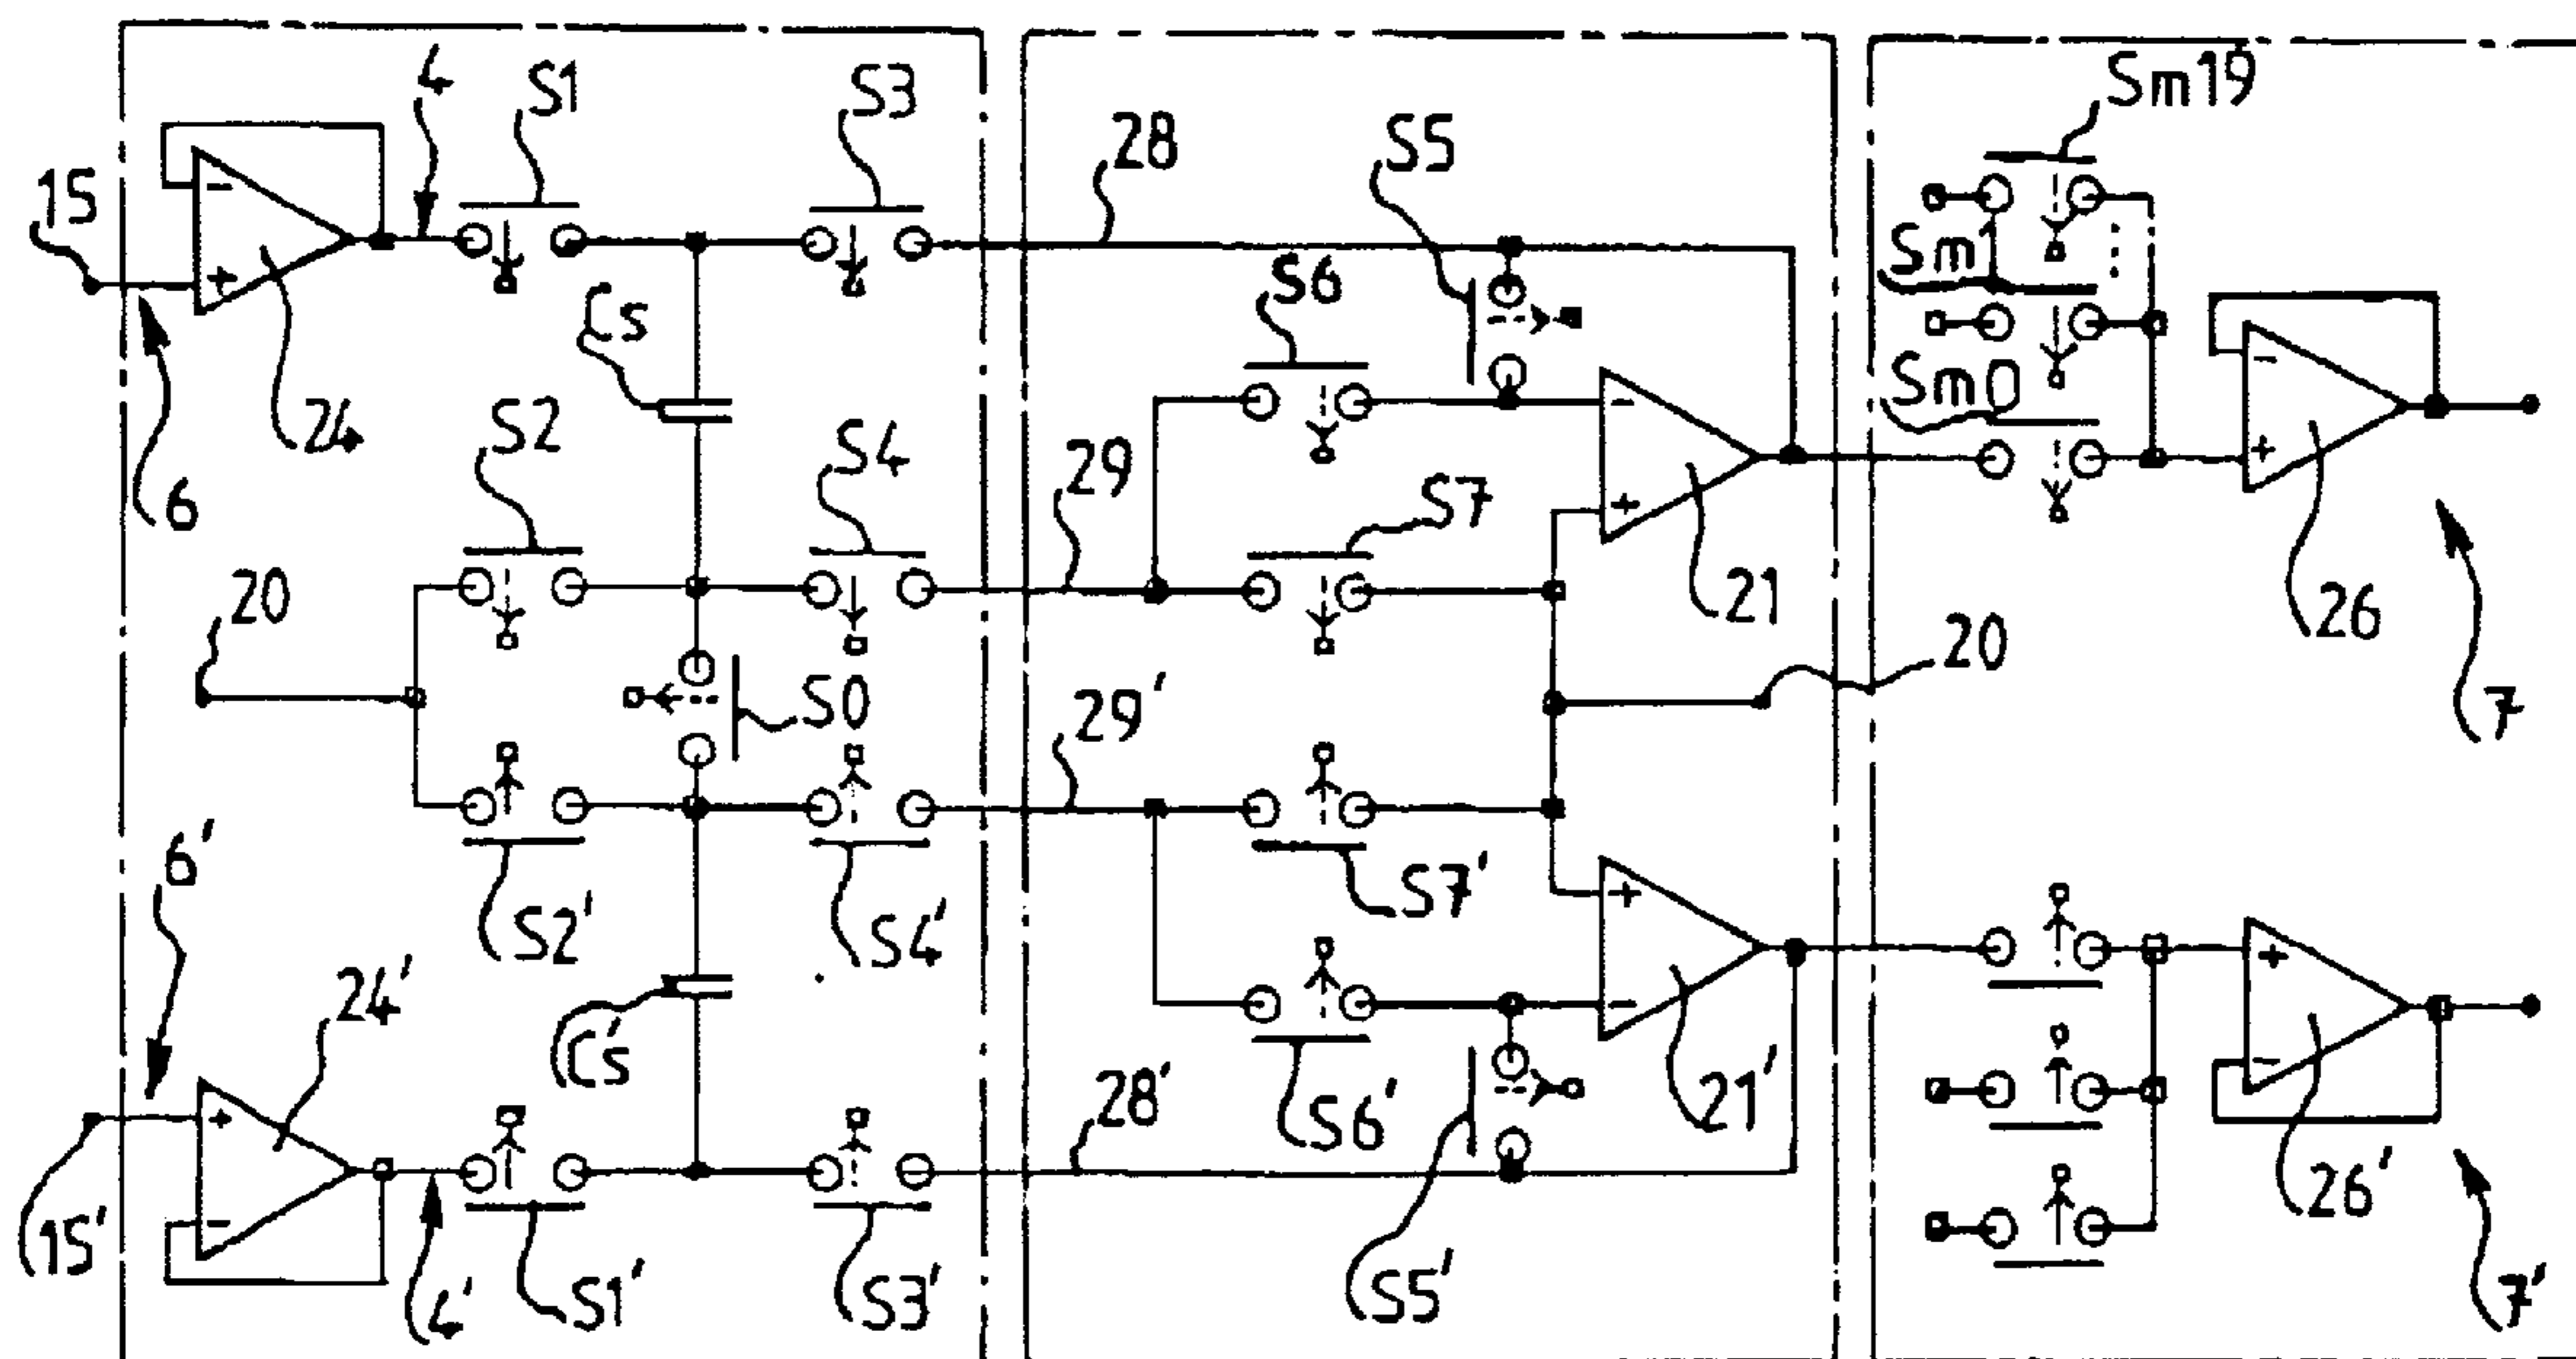 4
S1
S3
Sm19
15
28
S5
−
+
Sm1
S6
Cs
24
6
S2
S4
29
S7
−
+
21
Sm0
−
+
26
7
20
S0
20
29'
6'
S2'
S4'
S7'
+
−
21'
24'
C's
+
−
S6'
28'
S5'
15'
4'
S1'
S3'
+
−
26'
7'